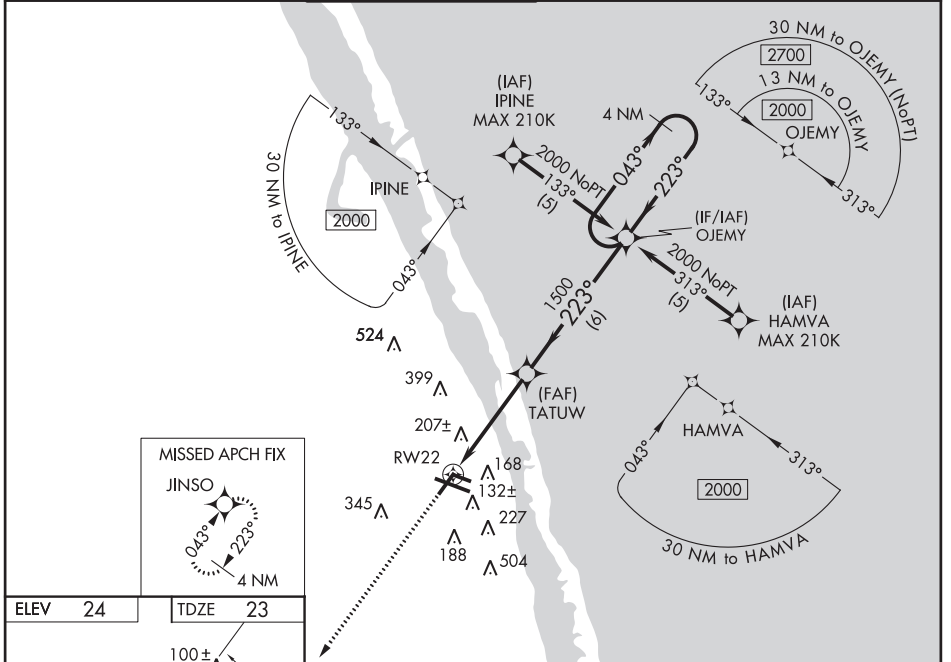 30 NM to OJEMY (NoPT)
2700
13 NM to OJEMY
2000
133°
OJEMY
313°
(IAF)
IPINE
MAX 210K
4 NM
043°
223°
2000 NoPT
133°
(5)
(IF/IAF)
OJEMY
133°
IPINE
2000
30 NM to IPINE
043°
2000 NoPT
313°
(5)
(IAF)
HAMVA
MAX 210K
1500
223°
(6)
(FAF)
TATUW
524
399
207±
RW22
168
132±
345
227
188
504
HAMVA
043°
313°
2000
30 NM to HAMVA
MISSED APCH FIX
JINSO
043°
223°
4 NM
ELEV 24
TDZE 23
100±